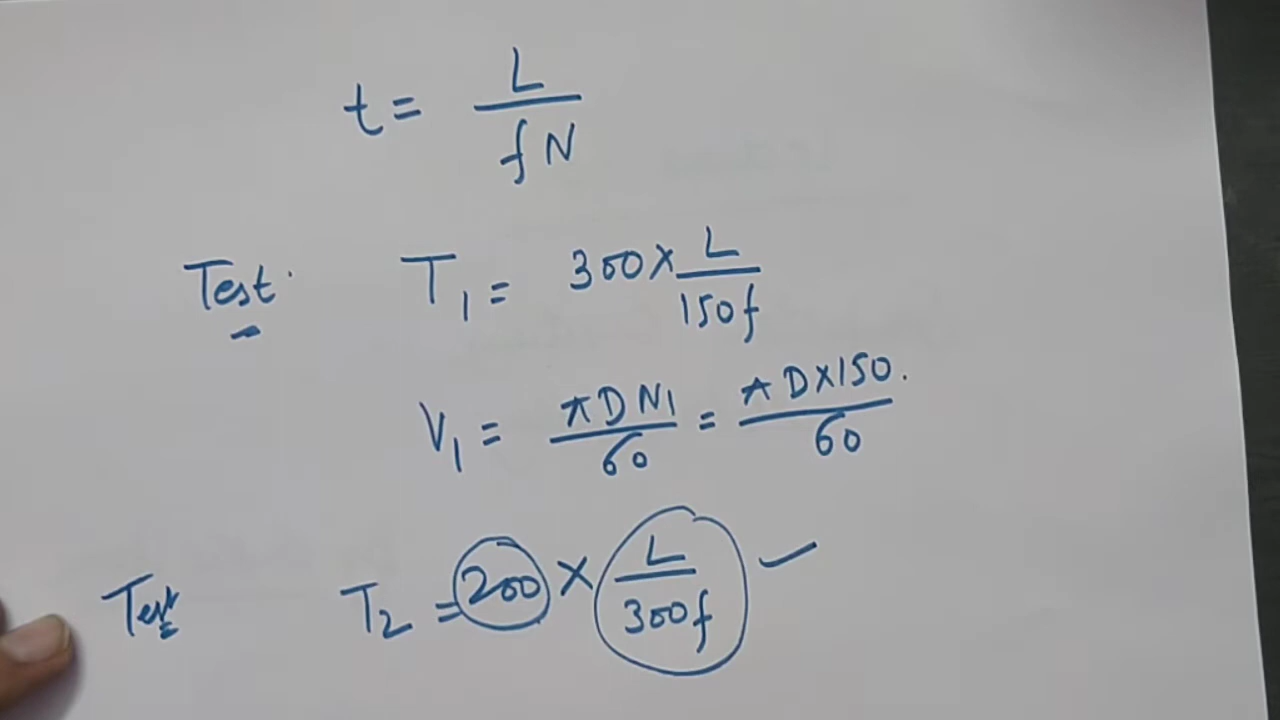 t = L / fN
Test. T1 = 300 × L / 150f
V1 = πDN1 / 60 = πD×150. / 60
Test T2 = 200 × L / 300f ✓